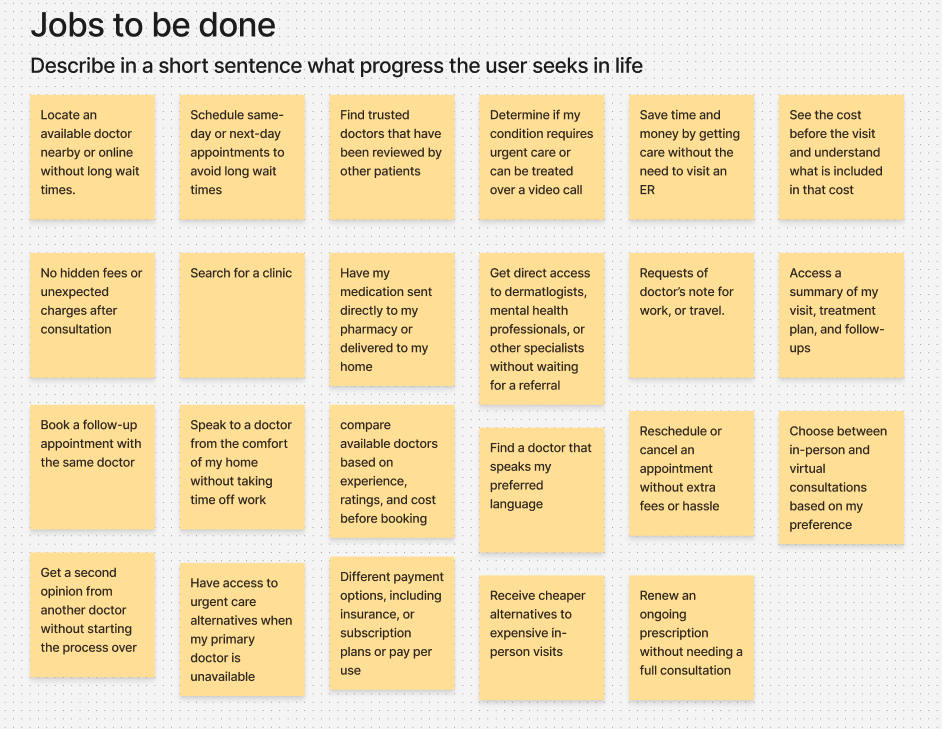 Jobs to be done
Describe in a short sentence what progress the user seeks in life
Locate an
available doctor
nearby or online
without long wait
times.
Schedule same-
day or next-day
appointments to
avoid long wait
times
Find trusted
doctors that have
been reviewed by
other patients
Determine if my
condition requires
urgent care or
can be treated
over a video call
Save time and
money by getting
care without the
need to visit an
ER
See the cost
before the visit
and understand
what is included
in that cost
No hidden fees or
unexpected
charges after
consultation
Search for a clinic
Have my
medication sent
directly to my
pharmacy or
delivered to my
home
Get direct access
to dermatlogists,
mental health
professionals, or
other specialists
without waiting
for a referral
Requests of
doctor’s note for
work, or travel.
Access a
summary of my
visit, treatment
plan, and follow-
ups
Book a follow-up
appointment with
the same doctor
Speak to a doctor
from the comfort
of my home
without taking
time off work
compare
available doctors
based on
experience,
ratings, and cost
before booking
Find a doctor that
speaks my
preferred
language
Reschedule or
cancel an
appointment
without extra
fees or hassle
Choose between
in-person and
virtual
consultations
based on my
preference
Get a second
opinion from
another doctor
without starting
the process over
Have access to
urgent care
alternatives when
my primary
doctor is
unavailable
Different payment
options, including
insurance, or
subscription
plans or pay per
use
Receive cheaper
alternatives to
expensive in-
person visits
Renew an
ongoing
prescription
without needing a
full consultation